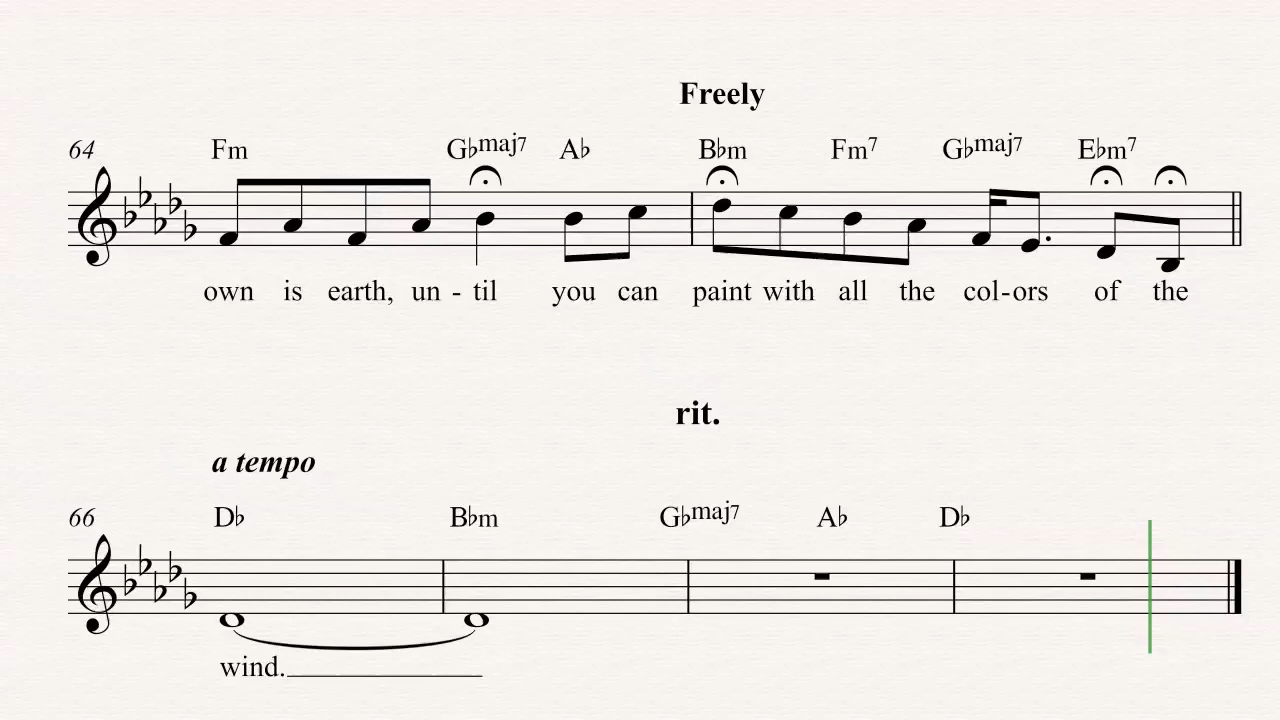 Freely
64 Fm G♭maj7 A♭ B♭m Fm7 G♭maj7 E♭m7
own is earth, un - til you can paint with all the col-ors of the
rit.
a tempo
66 D♭ B♭m G♭maj7 A♭ D♭
wind.